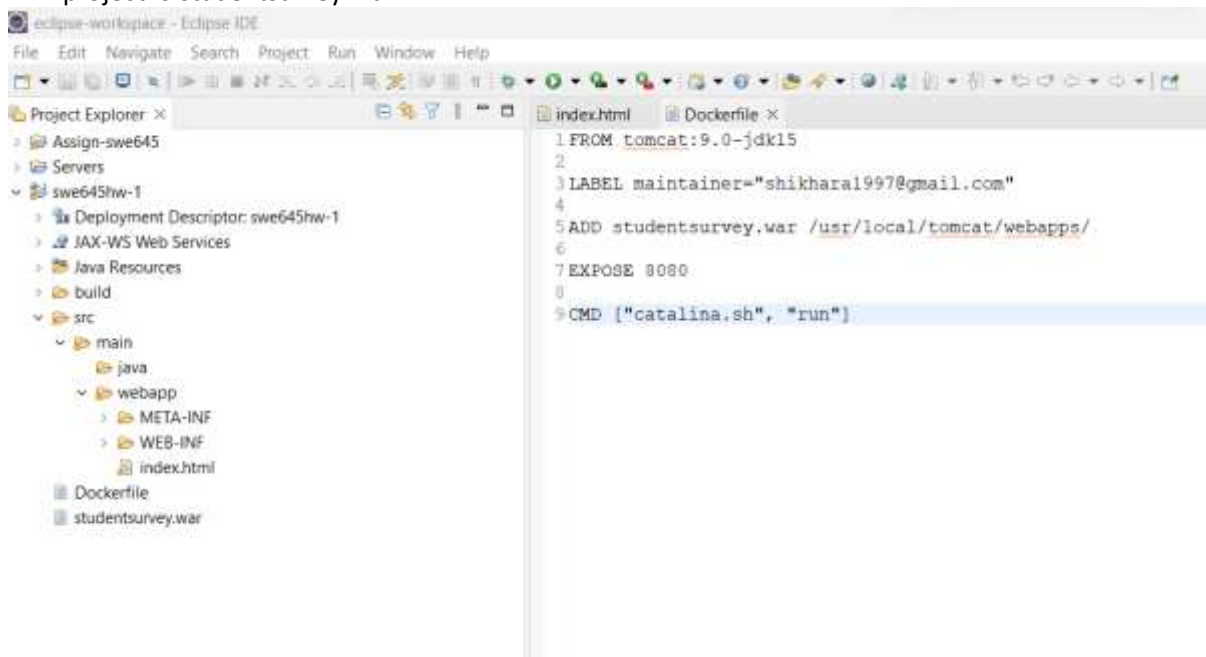 eclipse-workspace - Eclipse IDE
File Edit Navigate Search Project Run Window Help
Project Explorer
Assign-swe645
Servers
swe645hw-1
Deployment Descriptor: swe645hw-1
JAX-WS Web Services
Java Resources
build
src
main
java
webapp
META-INF
WEB-INF
index.html
Dockerfile
studentsurvey.war
index.html Dockerfile
1 FROM tomcat:9.0-jdk15
2
3 LABEL maintainer="shikhara1997@gmail.com"
4
5 ADD studentsurvey.war /usr/local/tomcat/webapps/
6
7 EXPOSE 8080
8
9 CMD ["catalina.sh", "run"]